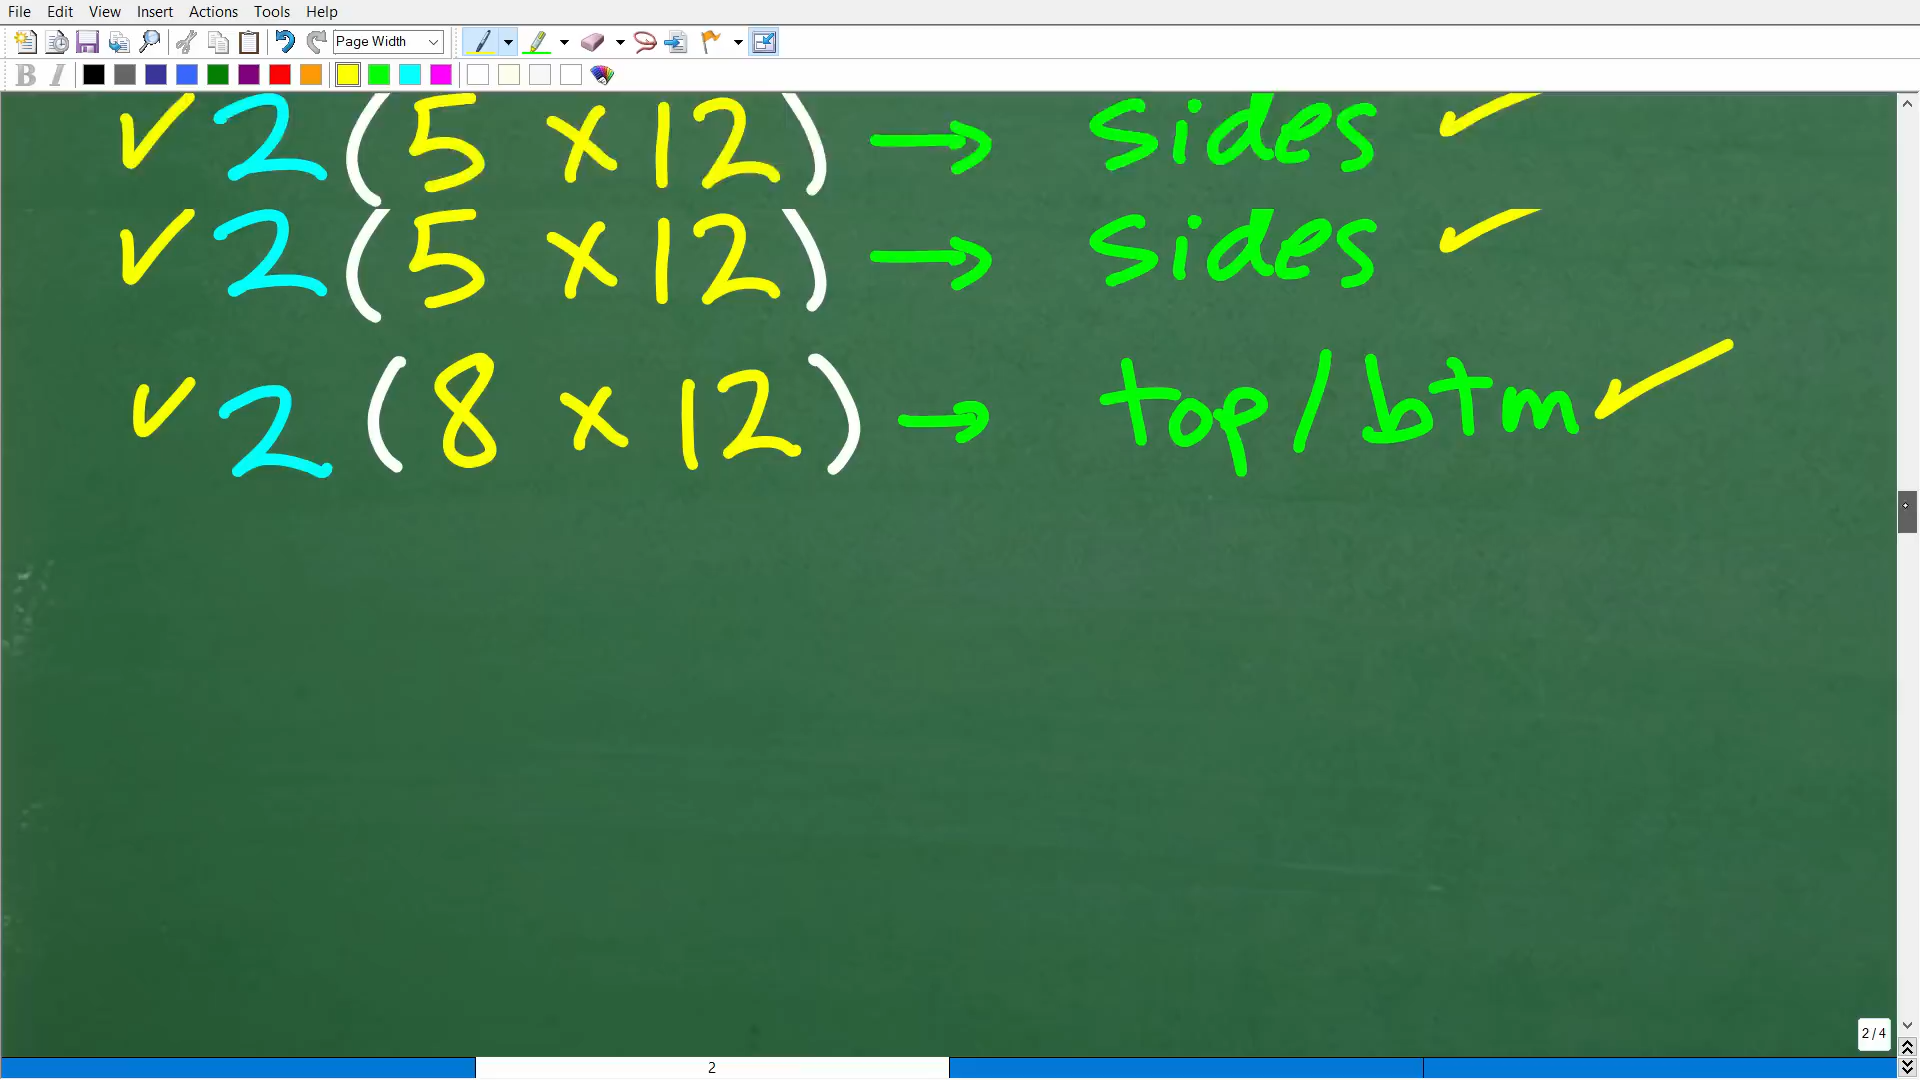 File Edit View Insert Actions Tools Help
Page Width
B I
✓ 2 (5 × 12) → sides ✓
✓ 2 (5 × 12) → sides ✓
✓ 2 (8 × 12) → top/btm ✓
2/4
2